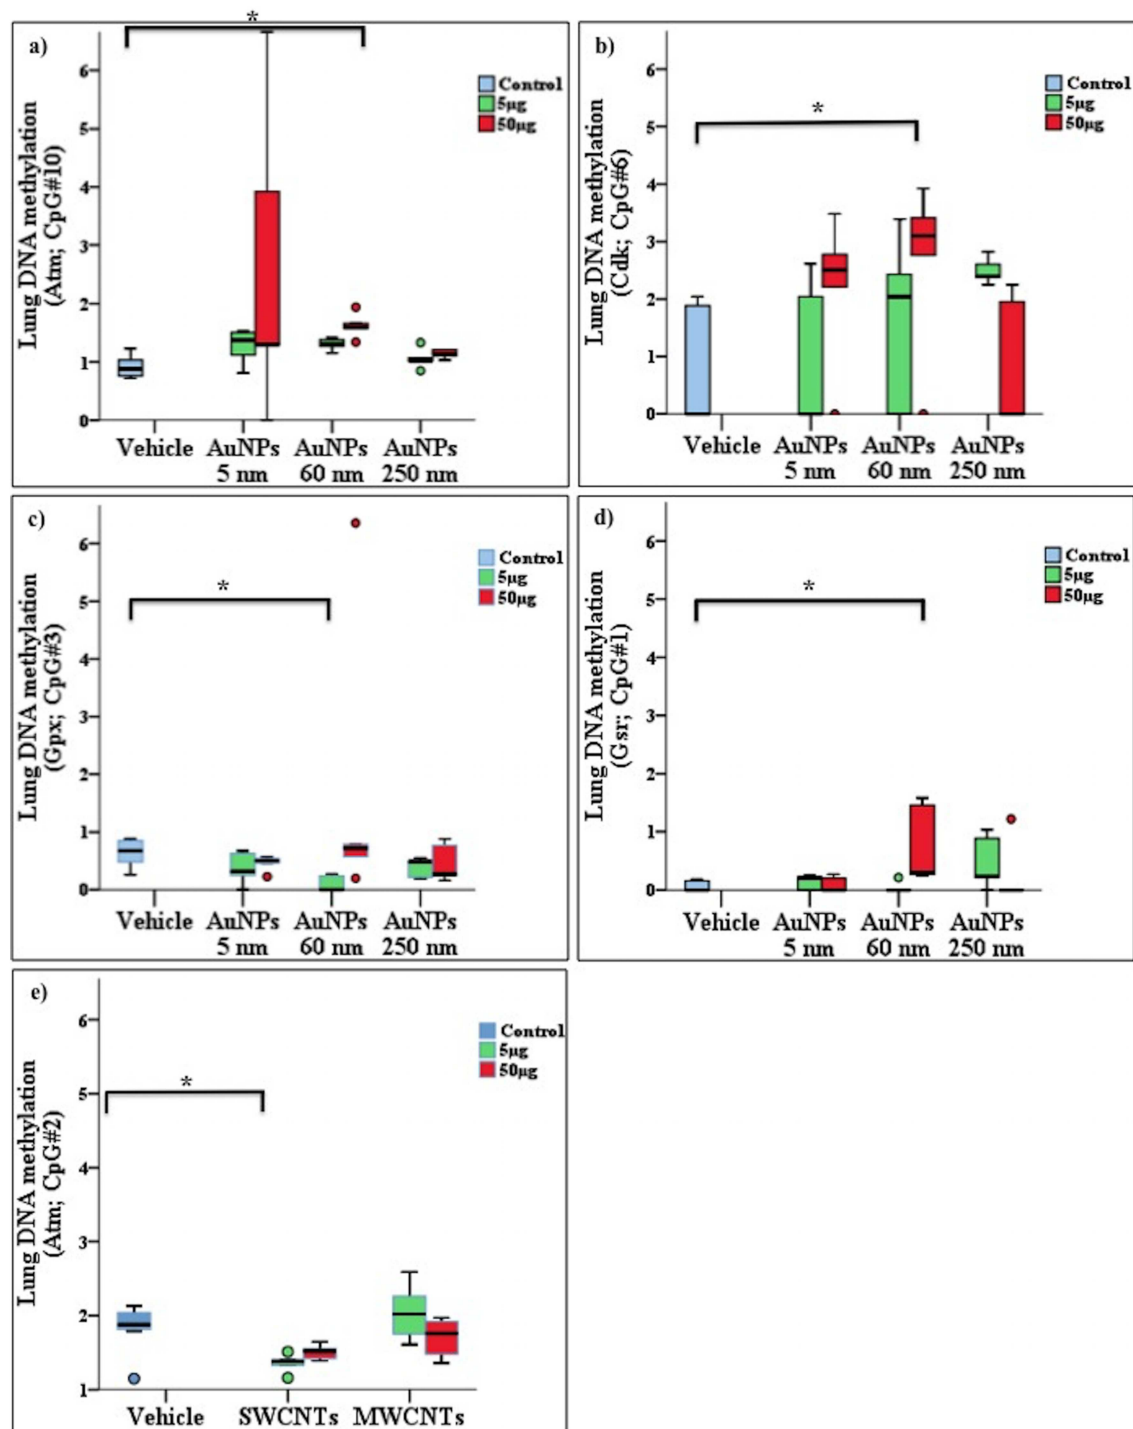 *
a)
6
5
4
3
2
1
0
Lung DNA methylation
(Atm; CpG#10)
Control
5µg
50µg
Vehicle AuNPs AuNPs AuNPs
5 nm 60 nm 250 nm
b)
*
6
5
4
3
2
1
0
Lung DNA methylation
(Cdk; CpG#6)
Control
5µg
50µg
Vehicle AuNPs AuNPs AuNPs
5 nm 60 nm 250 nm
c)
*
6
5
4
3
2
1
0
Lung DNA methylation
(Gpx; CpG#3)
Control
5µg
50µg
Vehicle AuNPs AuNPs AuNPs
5 nm 60 nm 250 nm
d)
*
6
5
4
3
2
1
0
Lung DNA methylation
(Gsr; CpG#1)
Control
5µg
50µg
Vehicle AuNPs AuNPs AuNPs
5 nm 60 nm 250 nm
e)
*
6
5
4
3
2
1
Lung DNA methylation
(Atm; CpG#2)
Control
5µg
50µg
Vehicle SWCNTs MWCNTs